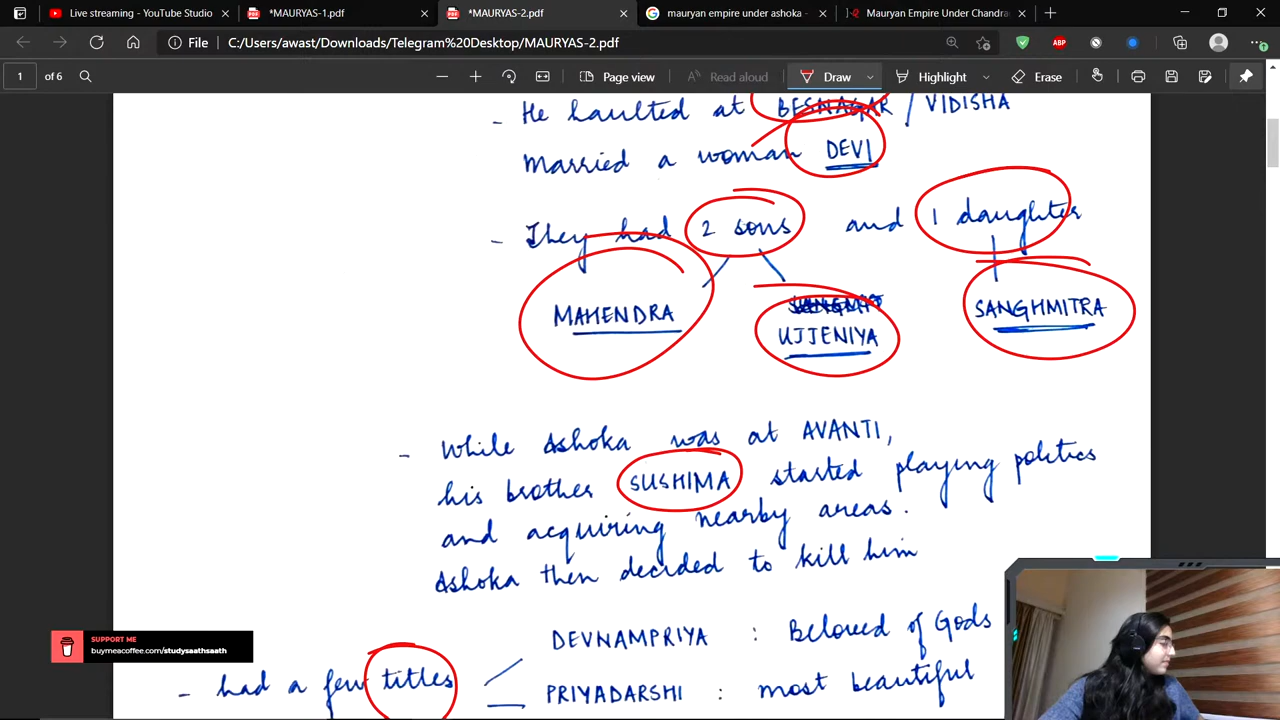 Live streaming - YouTube Studio
*MAURYAS-1.pdf
*MAURYAS-2.pdf
mauryan empire under ashoka -
Mauryan Empire Under Chandra
File
C:/Users/awast/Downloads/Telegram%20Desktop/MAURYAS-2.pdf
ABP
1 of 6
Page view
Read aloud
Draw
Highlight
Erase
- He haulted at BESNAGAR / VIDISHA
Married a woman DEVI
- They had 2 sons and 1 daughter
MAHENDRA
UJJENIYA
SANGHMITRA
- While Ashoka was at AVANTI,
his brother SUSHIMA started playing politics
and acquiring nearby areas.
Ashoka then decided to kill him
DEVNAMPRIYA : Beloved of Gods
- had a few titles
PRIYADARSHI : most beautiful
SUPPORT ME
buymeacoffee.com/studysaathsaath